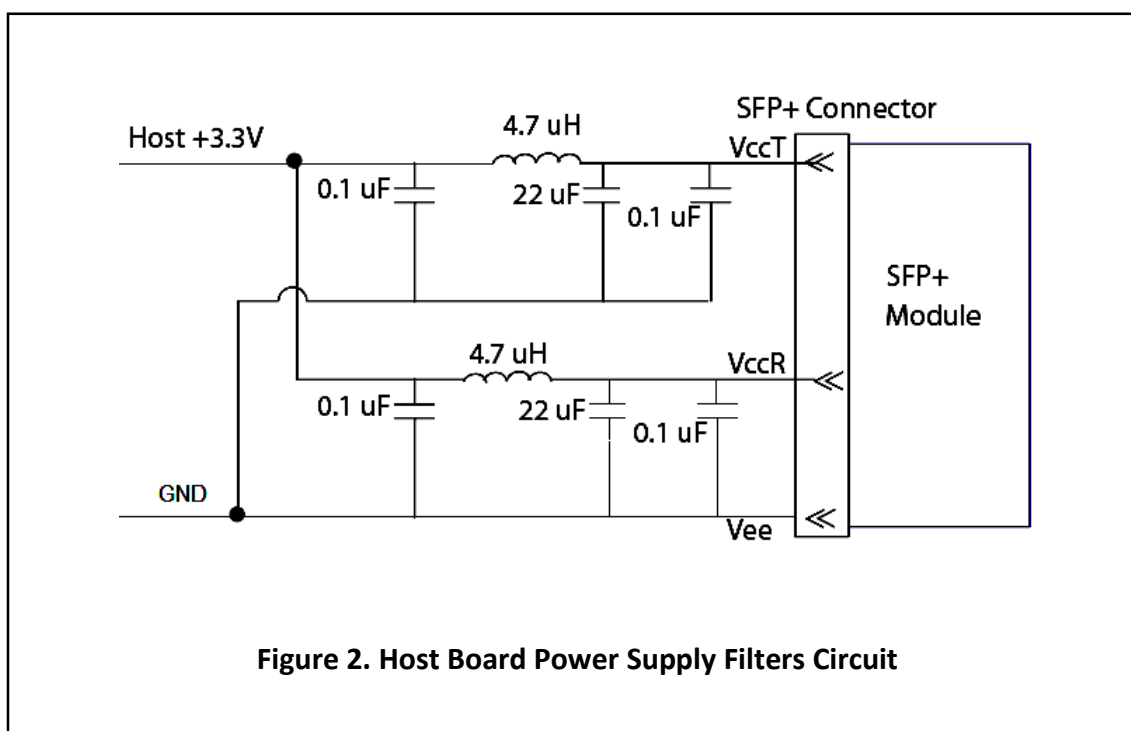 SFP+ Connector
4.7 uH
VccT
Host +3.3V
0.1 uF
22 uF
0.1 uF
SFP+
Module
4.7 uH
VccR
0.1 uF
22 uF
0.1 uF
GND
Vee
Figure 2. Host Board Power Supply Filters Circuit